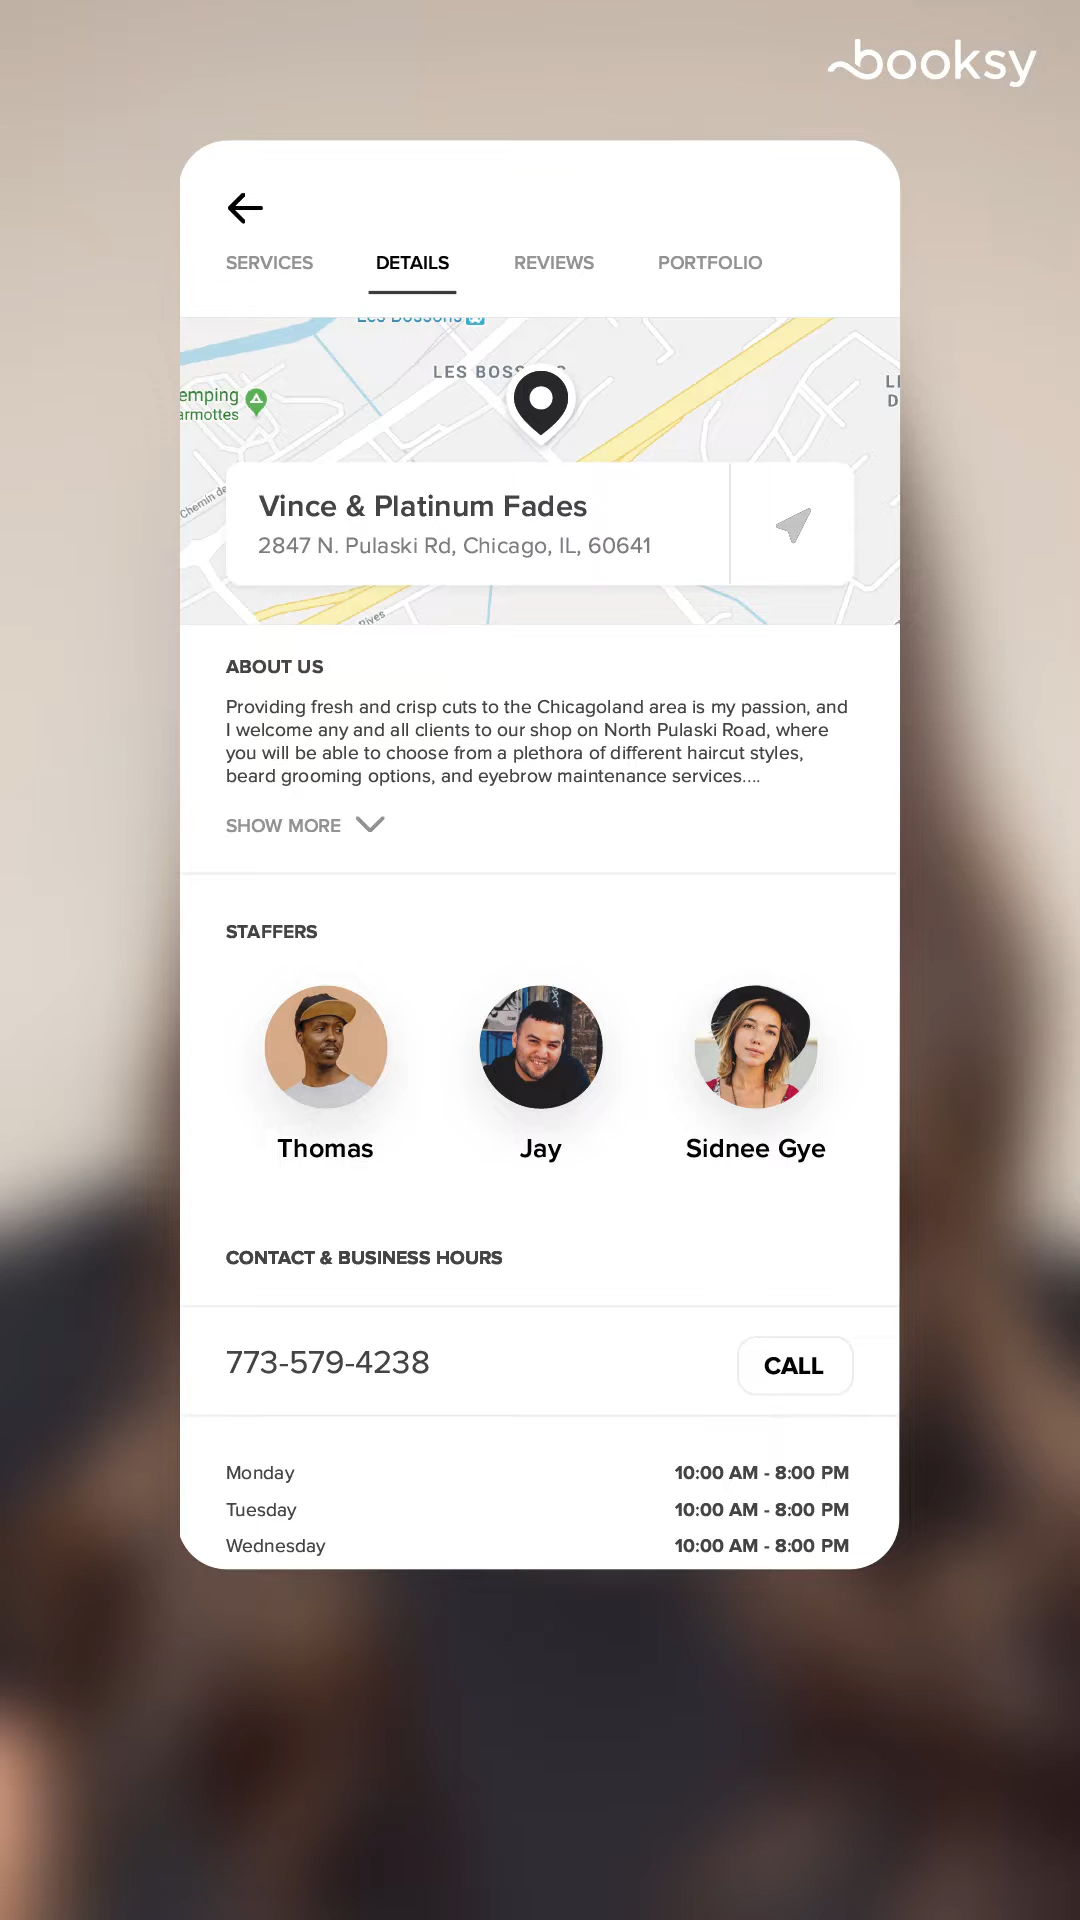 booksy
SERVICES DETAILS REVIEWS PORTFOLIO
LES
emping
armottes
Chemin de
Vince & Platinum Fades
2847 N. Pulaski Rd, Chicago, IL, 60641
Rives
ABOUT US
Providing fresh and crisp cuts to the Chicagoland area is my passion, and
I welcome any and all clients to our shop on North Pulaski Road, where
you will be able to choose from a plethora of different haircut styles,
beard grooming options, and eyebrow maintenance services....
SHOW MORE
STAFFERS
Thomas Jay Sidnee Gye
CONTACT & BUSINESS HOURS
773-579-4238 CALL
Monday 10:00 AM - 8:00 PM
Tuesday 10:00 AM - 8:00 PM
Wednesday 10:00 AM - 8:00 PM